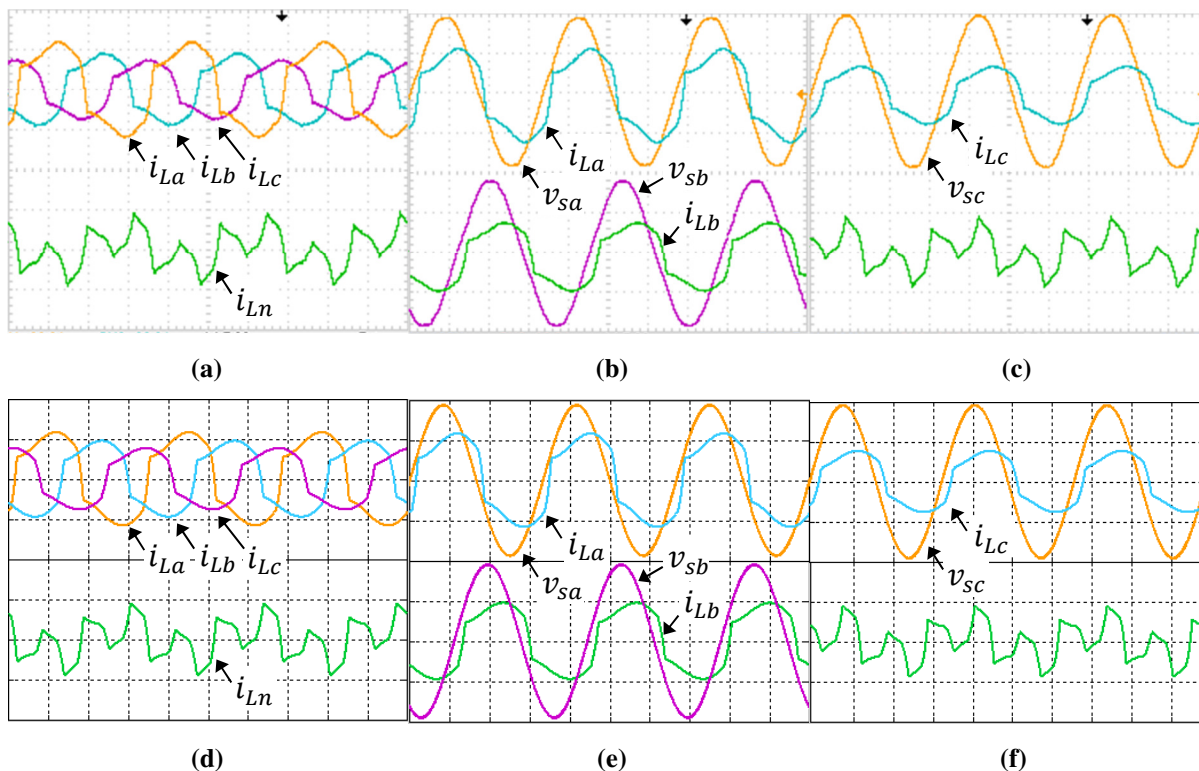 i_La i_Lb i_Lc
i_Ln
i_La
v_sa
v_sb
i_Lb
i_Lc
v_sc
(a) (b) (c)
i_La i_Lb i_Lc
i_Ln
i_La
v_sa
v_sb
i_Lb
i_Lc
v_sc
(d) (e) (f)